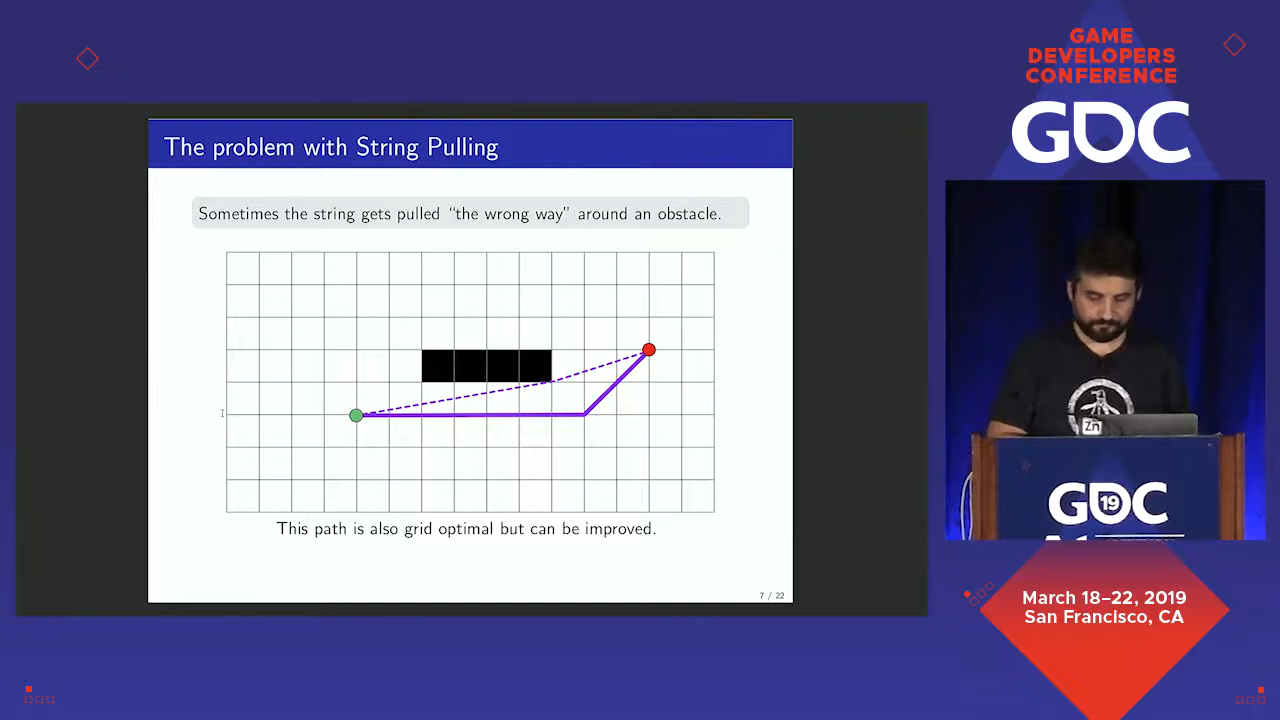 GAME
DEVELOPERS
CONFERENCE
GDC
The problem with String Pulling
Sometimes the string gets pulled “the wrong way” around an obstacle.
This path is also grid optimal but can be improved.
7 / 22
Zn
GDC
19
March 18–22, 2019
San Francisco, CA